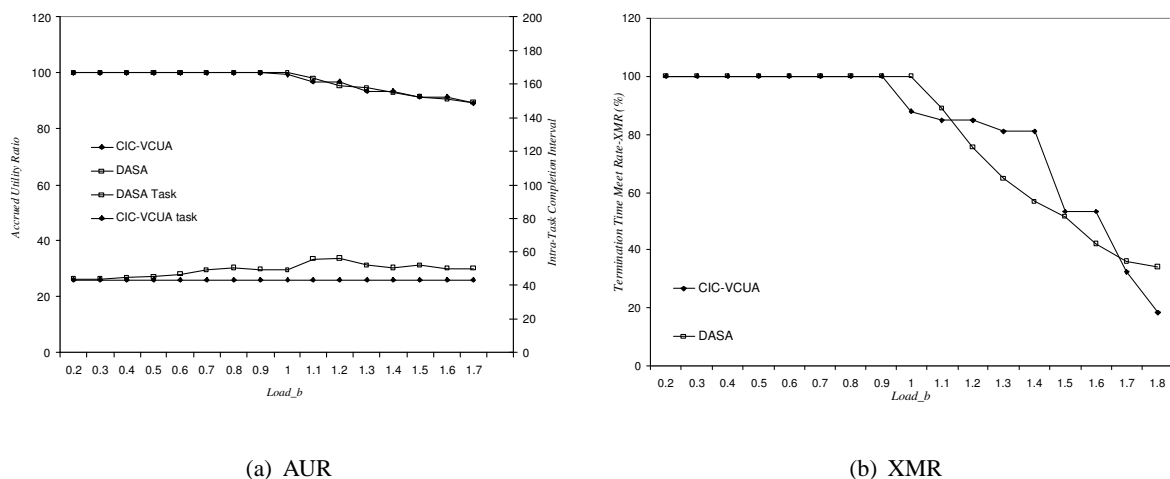 120
100
80
60
40
20
0
Accrued Utility Ratio
CIC-VCUA
DASA
DASA Task
CIC-VCUA task
200
180
160
140
120
100
80
60
40
20
0
Intra-Task Completion Interval
0.2 0.3 0.4 0.5 0.6 0.7 0.8 0.9 1 1.1 1.2 1.3 1.4 1.5 1.6 1.7
Load_b
(a) AUR
120
100
80
60
40
20
0
Termination Time Meet Rate-XMR (%)
CIC-VCUA
DASA
0.2 0.3 0.4 0.5 0.6 0.7 0.8 0.9 1 1.1 1.2 1.3 1.4 1.5 1.6 1.7 1.8
Load_b
(b) XMR